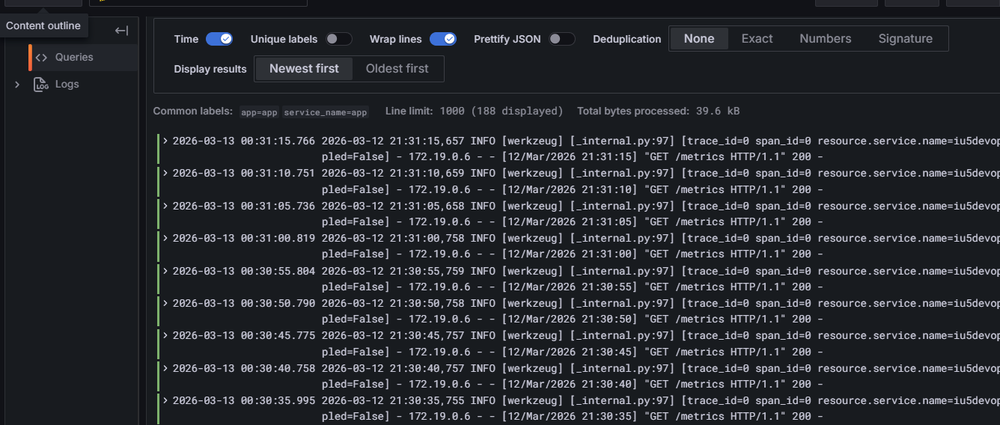 Content outline
Time Unique labels Wrap lines Prettify JSON Deduplication None Exact Numbers Signature
Queries
Display results Newest first Oldest first
LOG Logs
Common labels: app=app service_name=app Line limit: 1000 (188 displayed) Total bytes processed: 39.6 kB
2026-03-13 00:31:15.766 2026-03-12 21:31:15,657 INFO [werkzeug] [_internal.py:97] [trace_id=0 span_id=0 resource.service.name=iu5devop
pled=False] - 172.19.0.6 - - [12/Mar/2026 21:31:15] "GET /metrics HTTP/1.1" 200 -
2026-03-13 00:31:10.751 2026-03-12 21:31:10,659 INFO [werkzeug] [_internal.py:97] [trace_id=0 span_id=0 resource.service.name=iu5devop
pled=False] - 172.19.0.6 - - [12/Mar/2026 21:31:10] "GET /metrics HTTP/1.1" 200 -
2026-03-13 00:31:05.736 2026-03-12 21:31:05,658 INFO [werkzeug] [_internal.py:97] [trace_id=0 span_id=0 resource.service.name=iu5devop
pled=False] - 172.19.0.6 - - [12/Mar/2026 21:31:05] "GET /metrics HTTP/1.1" 200 -
2026-03-13 00:31:00.819 2026-03-12 21:31:00,758 INFO [werkzeug] [_internal.py:97] [trace_id=0 span_id=0 resource.service.name=iu5devop
pled=False] - 172.19.0.6 - - [12/Mar/2026 21:31:00] "GET /metrics HTTP/1.1" 200 -
2026-03-13 00:30:55.804 2026-03-12 21:30:55,759 INFO [werkzeug] [_internal.py:97] [trace_id=0 span_id=0 resource.service.name=iu5devop
pled=False] - 172.19.0.6 - - [12/Mar/2026 21:30:55] "GET /metrics HTTP/1.1" 200 -
2026-03-13 00:30:50.790 2026-03-12 21:30:50,758 INFO [werkzeug] [_internal.py:97] [trace_id=0 span_id=0 resource.service.name=iu5devop
pled=False] - 172.19.0.6 - - [12/Mar/2026 21:30:50] "GET /metrics HTTP/1.1" 200 -
2026-03-13 00:30:45.775 2026-03-12 21:30:45,757 INFO [werkzeug] [_internal.py:97] [trace_id=0 span_id=0 resource.service.name=iu5devop
pled=False] - 172.19.0.6 - - [12/Mar/2026 21:30:45] "GET /metrics HTTP/1.1" 200 -
2026-03-13 00:30:40.758 2026-03-12 21:30:40,757 INFO [werkzeug] [_internal.py:97] [trace_id=0 span_id=0 resource.service.name=iu5devop
pled=False] - 172.19.0.6 - - [12/Mar/2026 21:30:40] "GET /metrics HTTP/1.1" 200 -
2026-03-13 00:30:35.995 2026-03-12 21:30:35,755 INFO [werkzeug] [_internal.py:97] [trace_id=0 span_id=0 resource.service.name=iu5devop
pled=False] - 172.19.0.6 - - [12/Mar/2026 21:30:35] "GET /metrics HTTP/1.1" 200 -